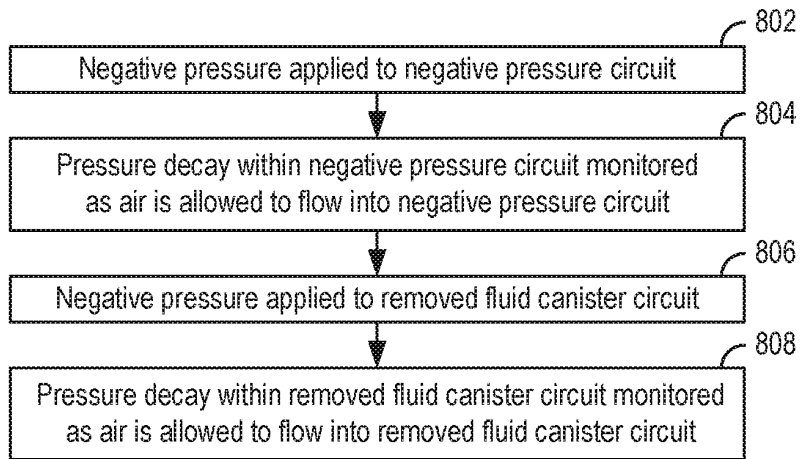 802
Negative pressure applied to negative pressure circuit
804
Pressure decay within negative pressure circuit monitored
as air is allowed to flow into negative pressure circuit
806
Negative pressure applied to removed fluid canister circuit
808
Pressure decay within removed fluid canister circuit monitored
as air is allowed to flow into removed fluid canister circuit